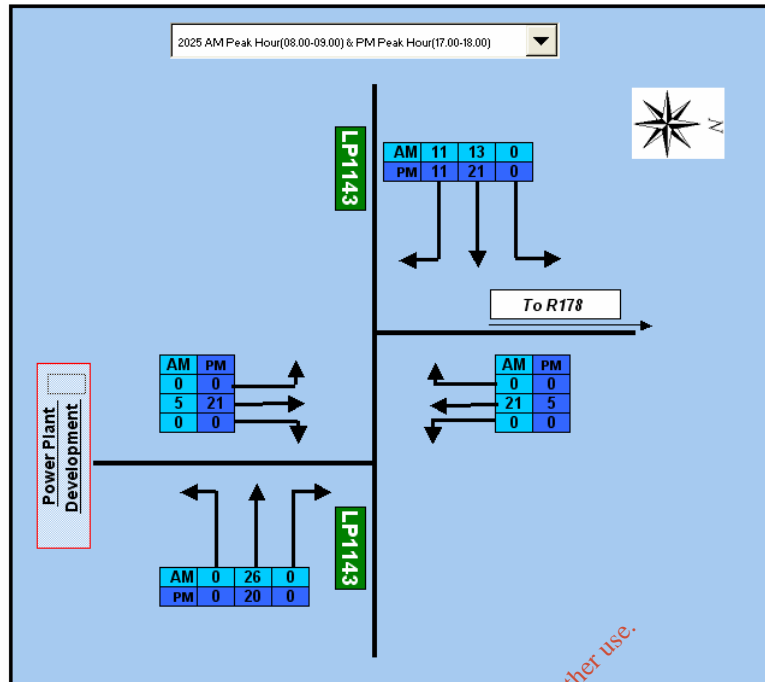 2025 AM Peak Hour(08.00-09.00) & PM Peak Hour(17.00-18.00)
LP1143
AM 11 13 0
PM 11 21 0
N
To R178
AM PM
0 0
5 21
0 0
AM PM
0 0
21 5
0 0
Power Plant
Development
LP1143
AM 0 26 0
PM 0 20 0
ther use.